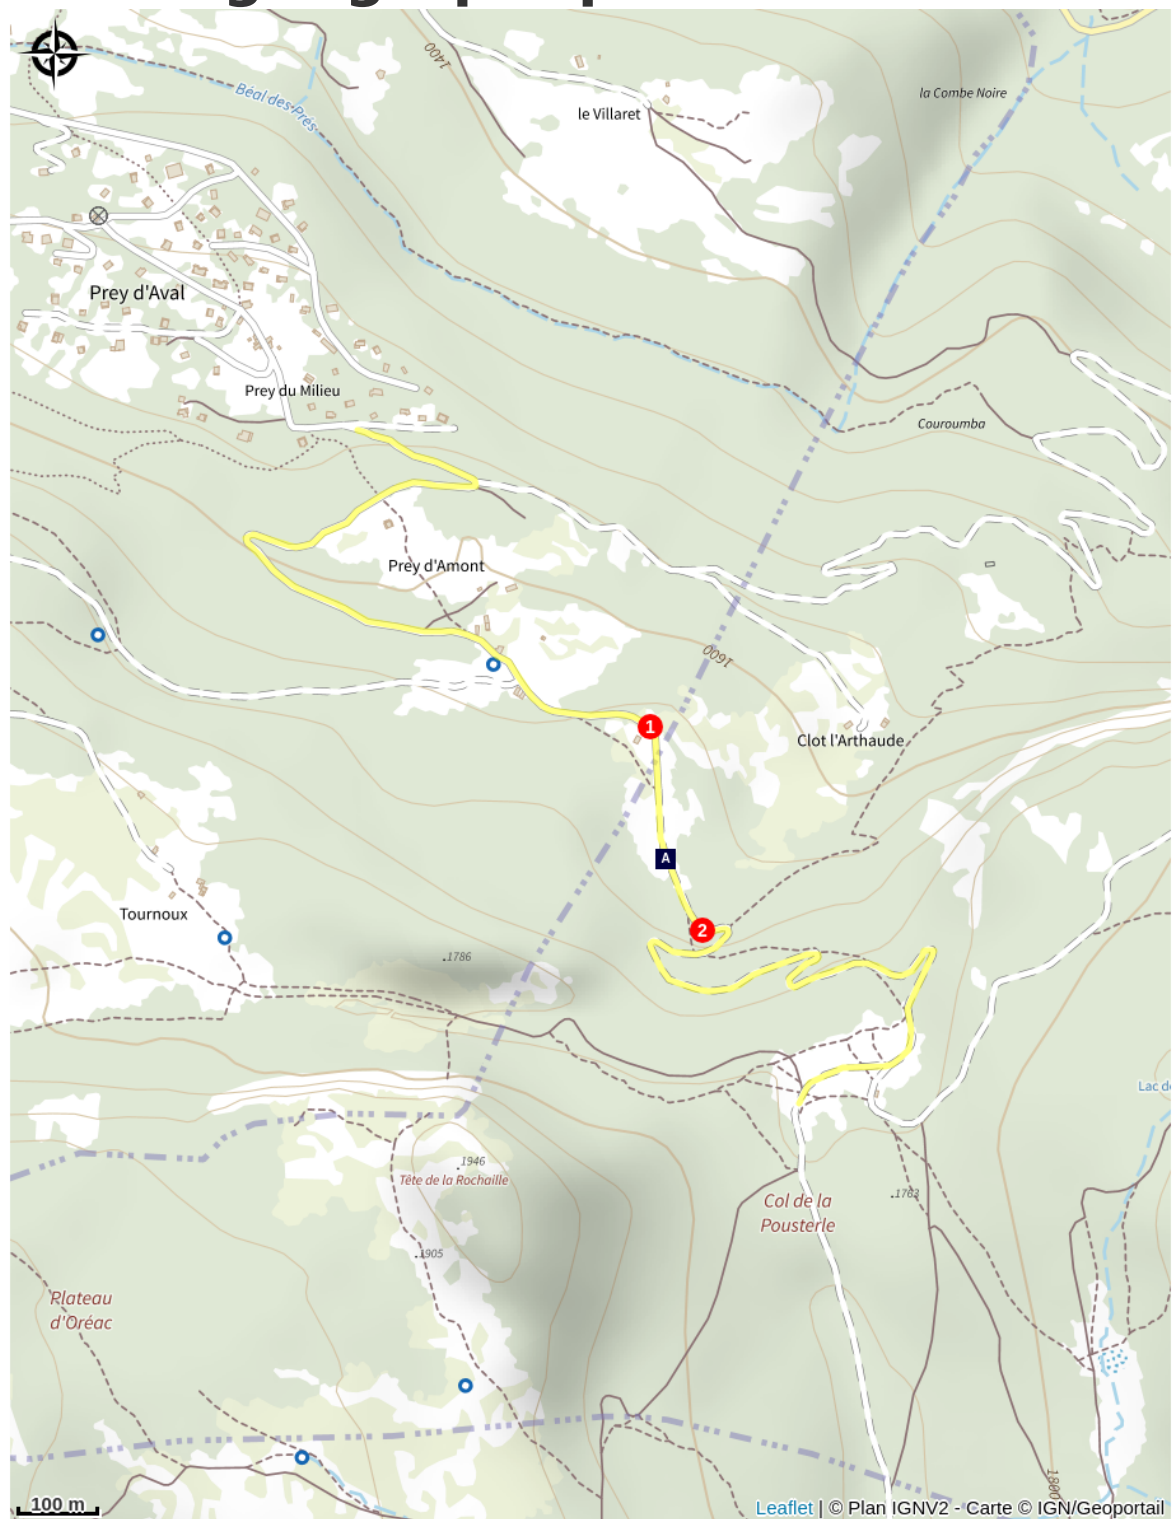 1400
Béal des Prés
le Villaret
la Combe Noire
Prey d'Aval
Prey du Milieu
Couroumba
Prey d'Amont
1600
1
Clot l'Arthaude
A
Tournoux
2
.1786
Lac d
.1946
Tête de la Rochaille
.1763
Col de la
Pousterle
.1905
Plateau
d'Oréac
1800
100 m
Leaflet | © Plan IGNV2 - Carte © IGN/Geoportail